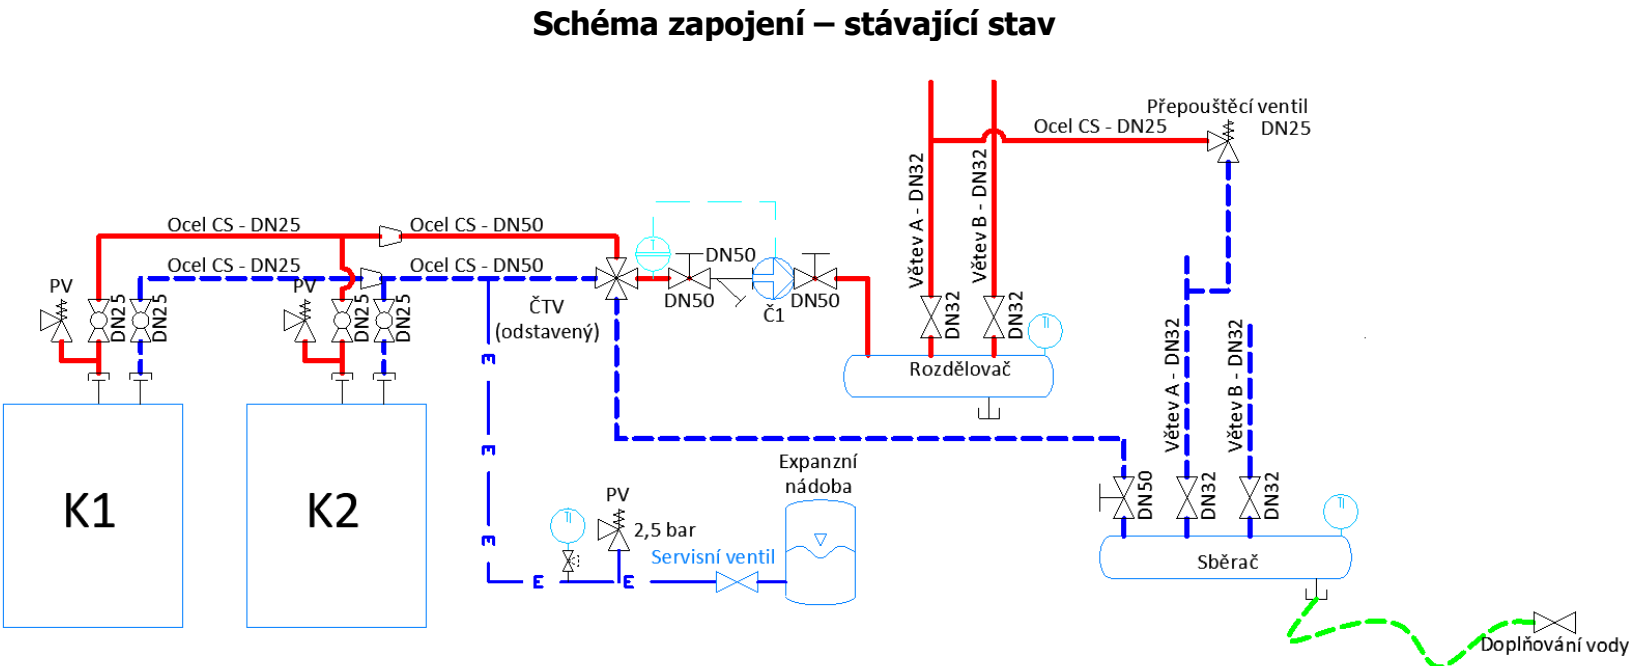 Schéma zapojení – stávající stav
Přepouštěcí ventil
DN25
Ocel CS - DN25
Větev A - DN32
Větev B - DN32
Ocel CS - DN25
Ocel CS - DN50
Ocel CS - DN25
Ocel CS - DN50
DN50
DN50
DN50
Č1
PV
DN25
DN25
PV
DN25
DN25
ČTV
(odstavený)
DN32
DN32
TI
Rozdělovač
T
Větev A - DN32
Větev B - DN32
K1
K2
E
E
E
E
E
TI
PV
2,5 bar
Servisní ventil
Expanzní
nádoba
DN50
DN32
DN32
TI
Sběrač
Doplňování vody